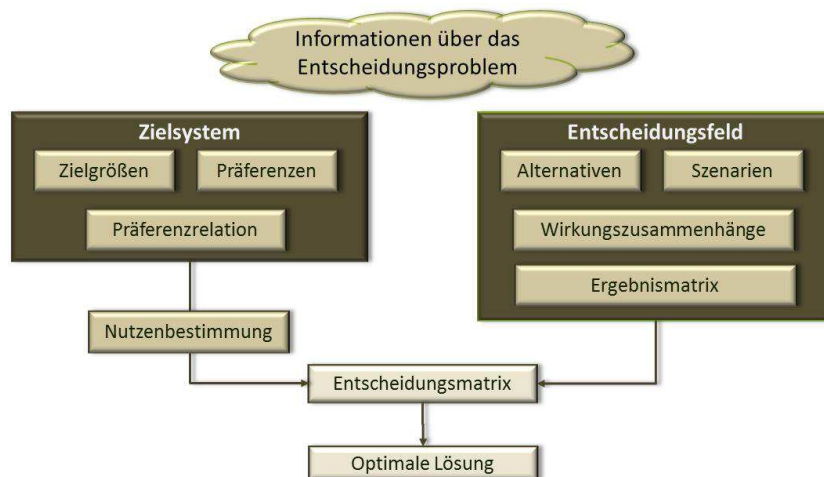 Informationen über das
Entscheidungsproblem
Zielsystem
Zielgrößen
Präferenzen
Präferenzrelation
Nutzenbestimmung
Entscheidungsfeld
Alternativen
Szenarien
Wirkungszusammenhänge
Ergebnismatrix
Entscheidungsmatrix
Optimale Lösung